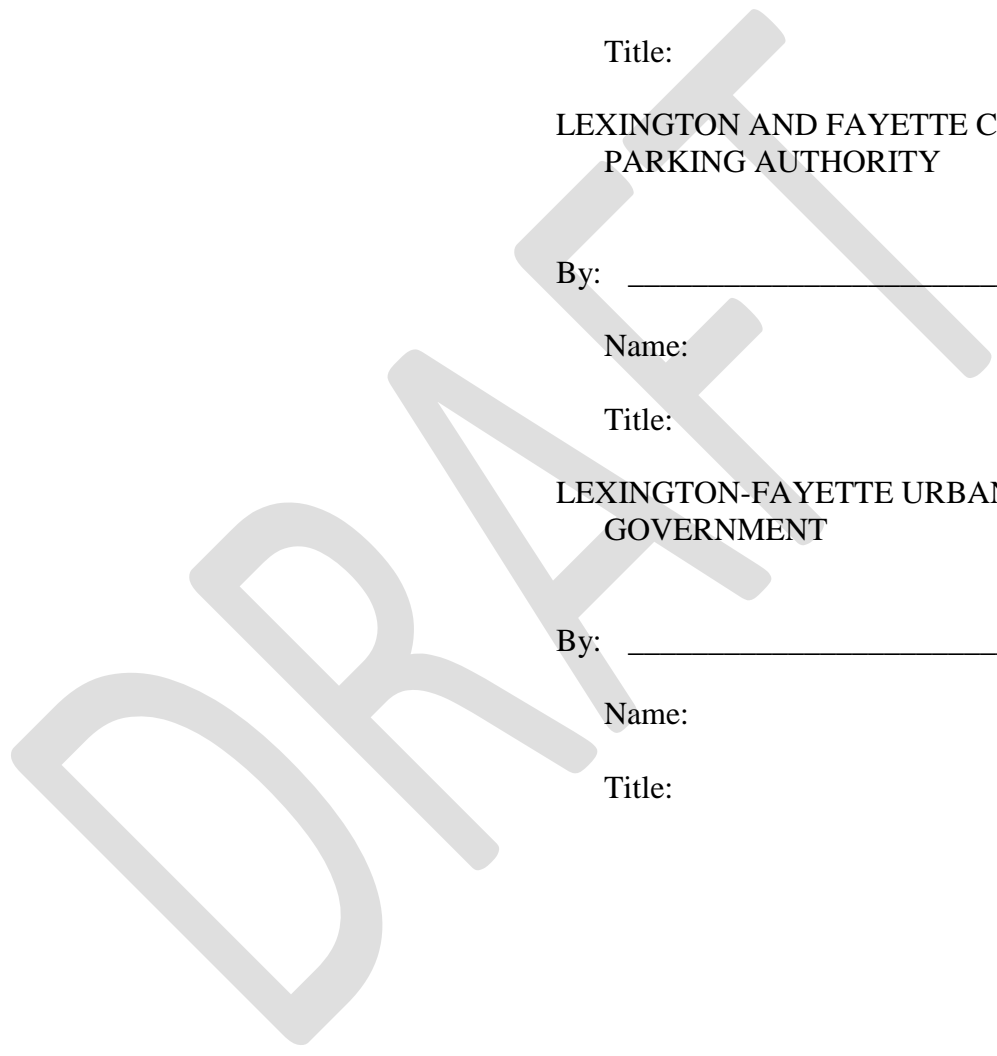 Title:
LEXINGTON AND FAYETTE C
PARKING AUTHORITY
By: ________________________
Name:
Title:
LEXINGTON-FAYETTE URBAN
GOVERNMENT
By: ________________________
Name:
Title:
DRAFT